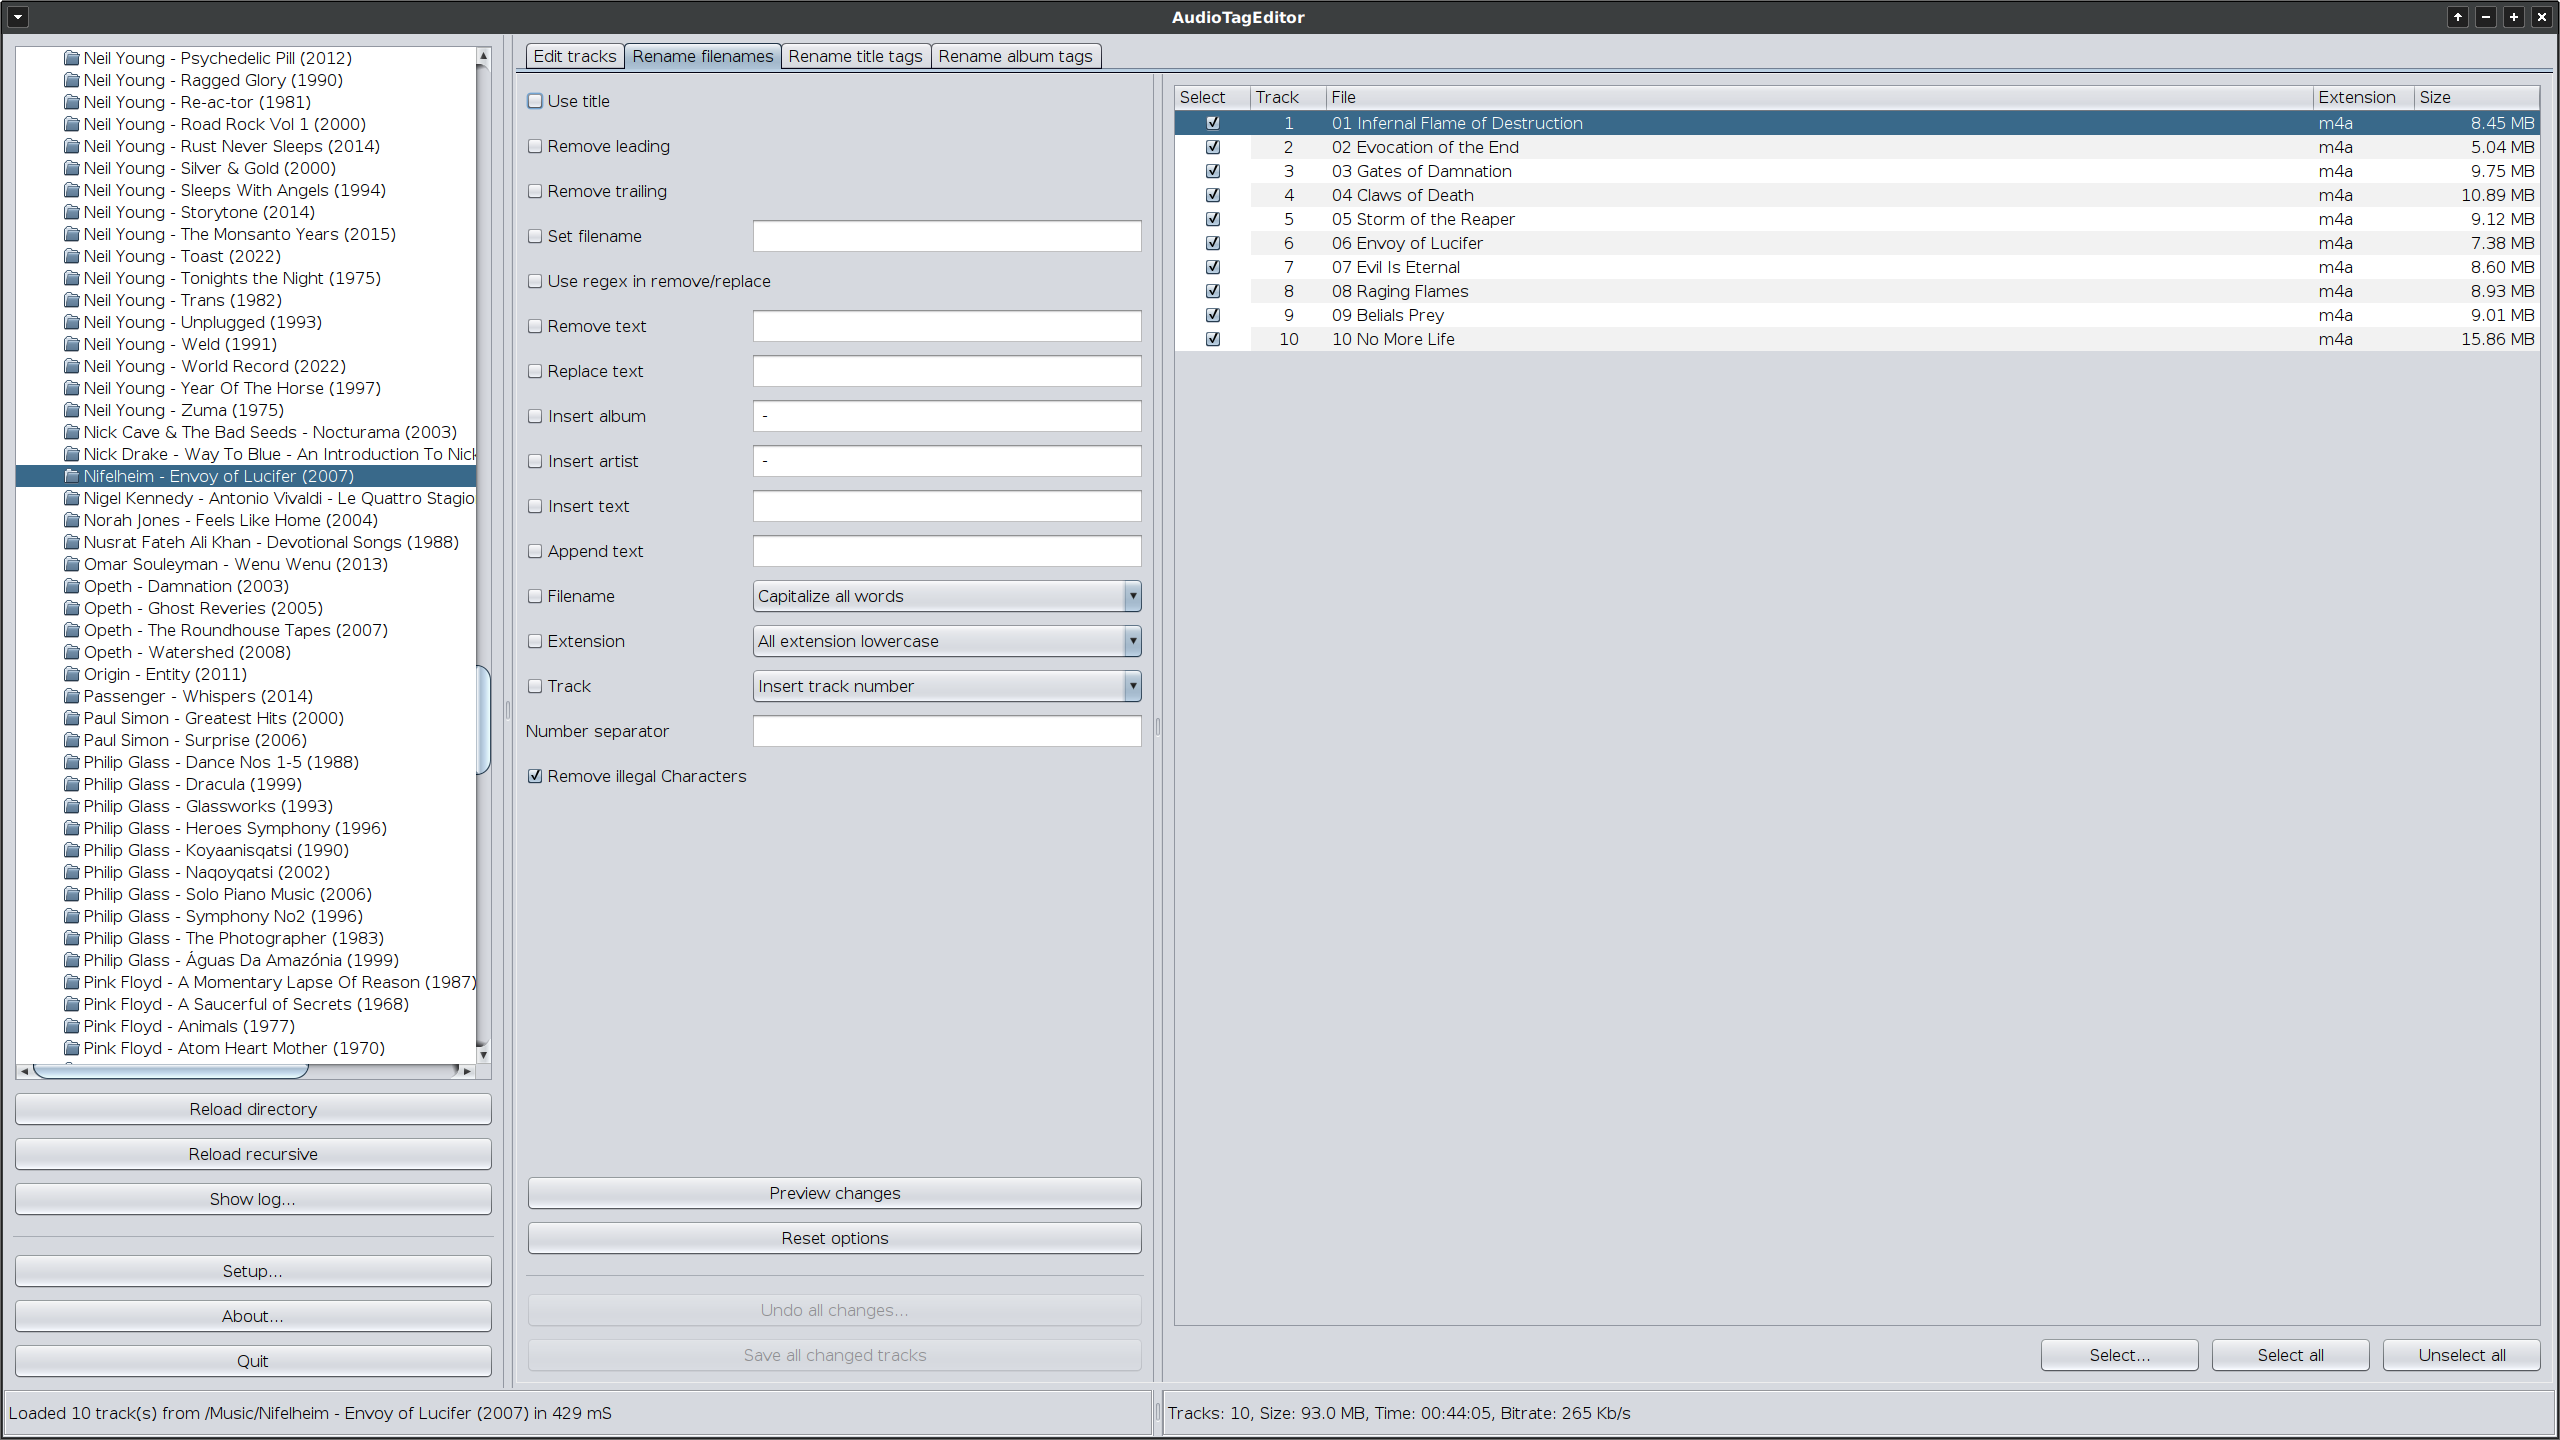 AudioTagEditor
Neil Young - Psychedelic Pill (2012)
Neil Young - Ragged Glory (1990)
Neil Young - Re-ac-tor (1981)
Neil Young - Road Rock Vol 1 (2000)
Neil Young - Rust Never Sleeps (2014)
Neil Young - Silver & Gold (2000)
Neil Young - Sleeps With Angels (1994)
Neil Young - Storytone (2014)
Neil Young - The Monsanto Years (2015)
Neil Young - Toast (2022)
Neil Young - Tonights the Night (1975)
Neil Young - Trans (1982)
Neil Young - Unplugged (1993)
Neil Young - Weld (1991)
Neil Young - World Record (2022)
Neil Young - Year Of The Horse (1997)
Neil Young - Zuma (1975)
Nick Cave & The Bad Seeds - Nocturama (2003)
Nick Drake - Way To Blue - An Introduction To Nick
Nifelheim - Envoy of Lucifer (2007)
Nigel Kennedy - Antonio Vivaldi - Le Quattro Stagio
Norah Jones - Feels Like Home (2004)
Nusrat Fateh Ali Khan - Devotional Songs (1988)
Omar Souleyman - Wenu Wenu (2013)
Opeth - Damnation (2003)
Opeth - Ghost Reveries (2005)
Opeth - The Roundhouse Tapes (2007)
Opeth - Watershed (2008)
Origin - Entity (2011)
Passenger - Whispers (2014)
Paul Simon - Greatest Hits (2000)
Paul Simon - Surprise (2006)
Philip Glass - Dance Nos 1-5 (1988)
Philip Glass - Dracula (1999)
Philip Glass - Glassworks (1993)
Philip Glass - Heroes Symphony (1996)
Philip Glass - Koyaanisqatsi (1990)
Philip Glass - Naqoyqatsi (2002)
Philip Glass - Solo Piano Music (2006)
Philip Glass - Symphony No2 (1996)
Philip Glass - The Photographer (1983)
Philip Glass - Águas Da Amazónia (1999)
Pink Floyd - A Momentary Lapse Of Reason (1987)
Pink Floyd - A Saucerful of Secrets (1968)
Pink Floyd - Animals (1977)
Pink Floyd - Atom Heart Mother (1970)
Reload directory
Reload recursive
Show log...
Setup...
About...
Quit
Edit tracks Rename filenames Rename title tags Rename album tags
Use title
Remove leading
Remove trailing
Set filename
Use regex in remove/replace
Remove text
Replace text
Insert album -
Insert artist -
Insert text
Append text
Filename Capitalize all words
Extension All extension lowercase
Track Insert track number
Number separator
Remove illegal Characters
Preview changes
Reset options
Undo all changes...
Save all changed tracks
Select Track File Extension Size
1 01 Infernal Flame of Destruction m4a 8.45 MB
2 02 Evocation of the End m4a 5.04 MB
3 03 Gates of Damnation m4a 9.75 MB
4 04 Claws of Death m4a 10.89 MB
5 05 Storm of the Reaper m4a 9.12 MB
6 06 Envoy of Lucifer m4a 7.38 MB
7 07 Evil Is Eternal m4a 8.60 MB
8 08 Raging Flames m4a 8.93 MB
9 09 Belials Prey m4a 9.01 MB
10 10 No More Life m4a 15.86 MB
Select... Select all Unselect all
Loaded 10 track(s) from /Music/Nifelheim - Envoy of Lucifer (2007) in 429 mS
Tracks: 10, Size: 93.0 MB, Time: 00:44:05, Bitrate: 265 Kb/s